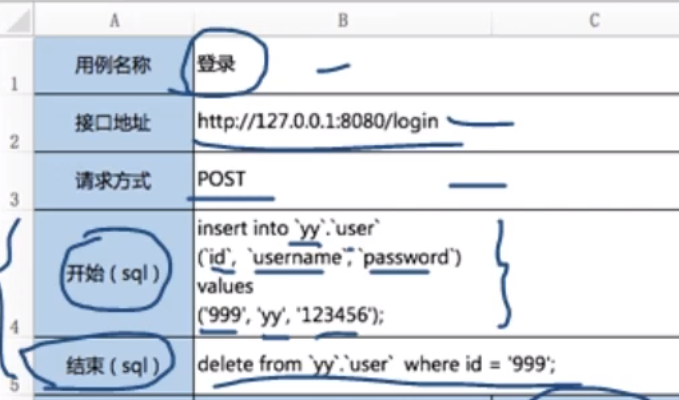 A B C
1 用例名称 登录
2 接口地址 http://127.0.0.1:8080/login
3 请求方式 POST
4 开始（sql） insert into `yy`.`user`
(`id`, `username`, `password`)
values
('999', 'yy', '123456');
5 结束（sql） delete from `yy`.`user` where id = '999';